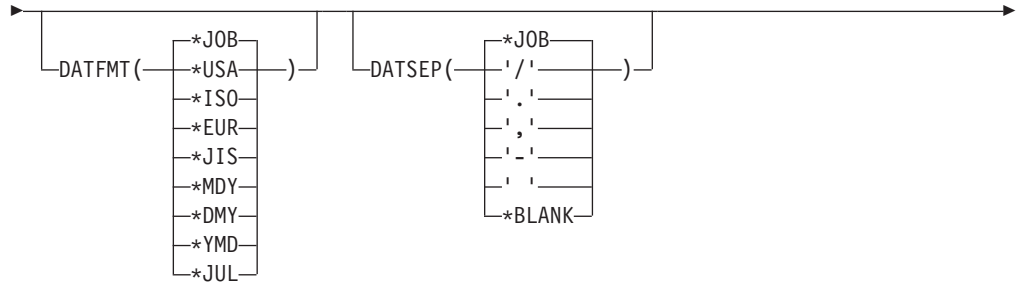 *JOB *JOB
DATFMT( *USA ) DATSEP( '/' )
*ISO '.'
*EUR ','
*JIS '-'
*MDY ' '
*DMY *BLANK
*YMD
*JUL